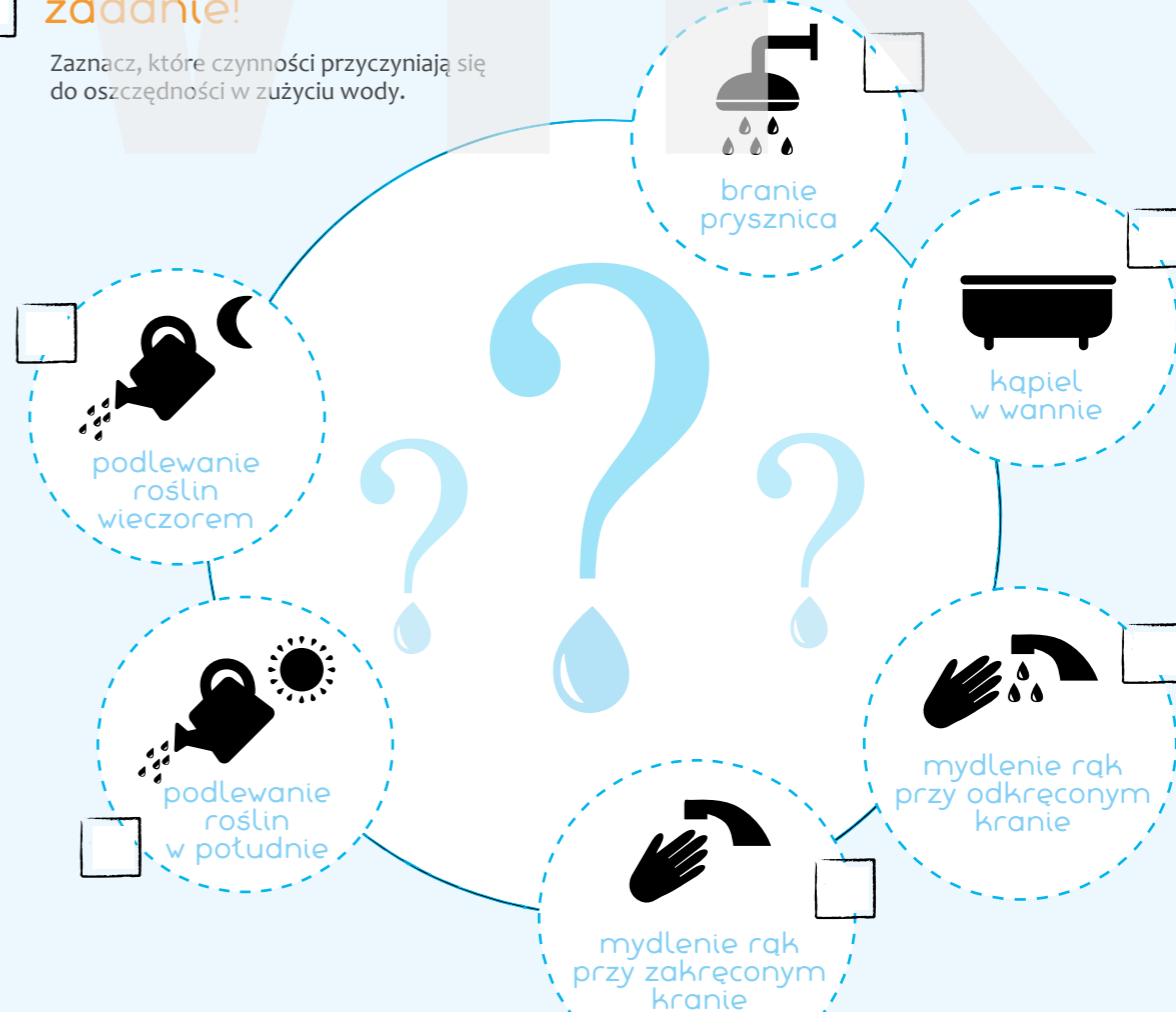 zadanie!
Zaznacz, które czynności przyczyniają się
do oszczędności w zużyciu wody.
branie
prysznica
kąpiel
w wannie
podlewanie
roślin
wieczorem
mydlenie rąk
przy odkręconym
kranie
podlewanie
roślin
w południe
mydlenie rąk
przy zakręconym
kranie